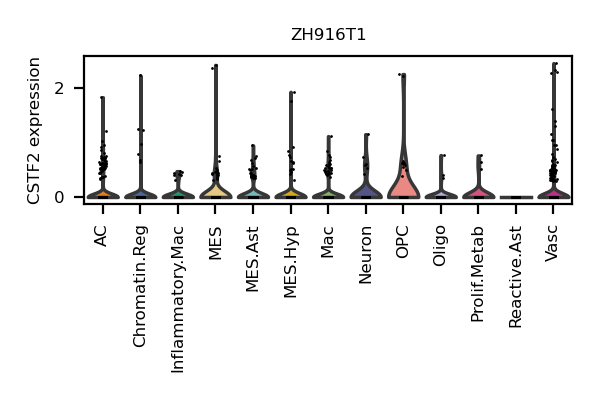 ZH916T1
CSTF2 expression
2
0
AC
Chromatin.Reg
Inflammatory.Mac
MES
MES.Ast
MES.Hyp
Mac
Neuron
OPC
Oligo
Prolif.Metab
Reactive.Ast
Vasc